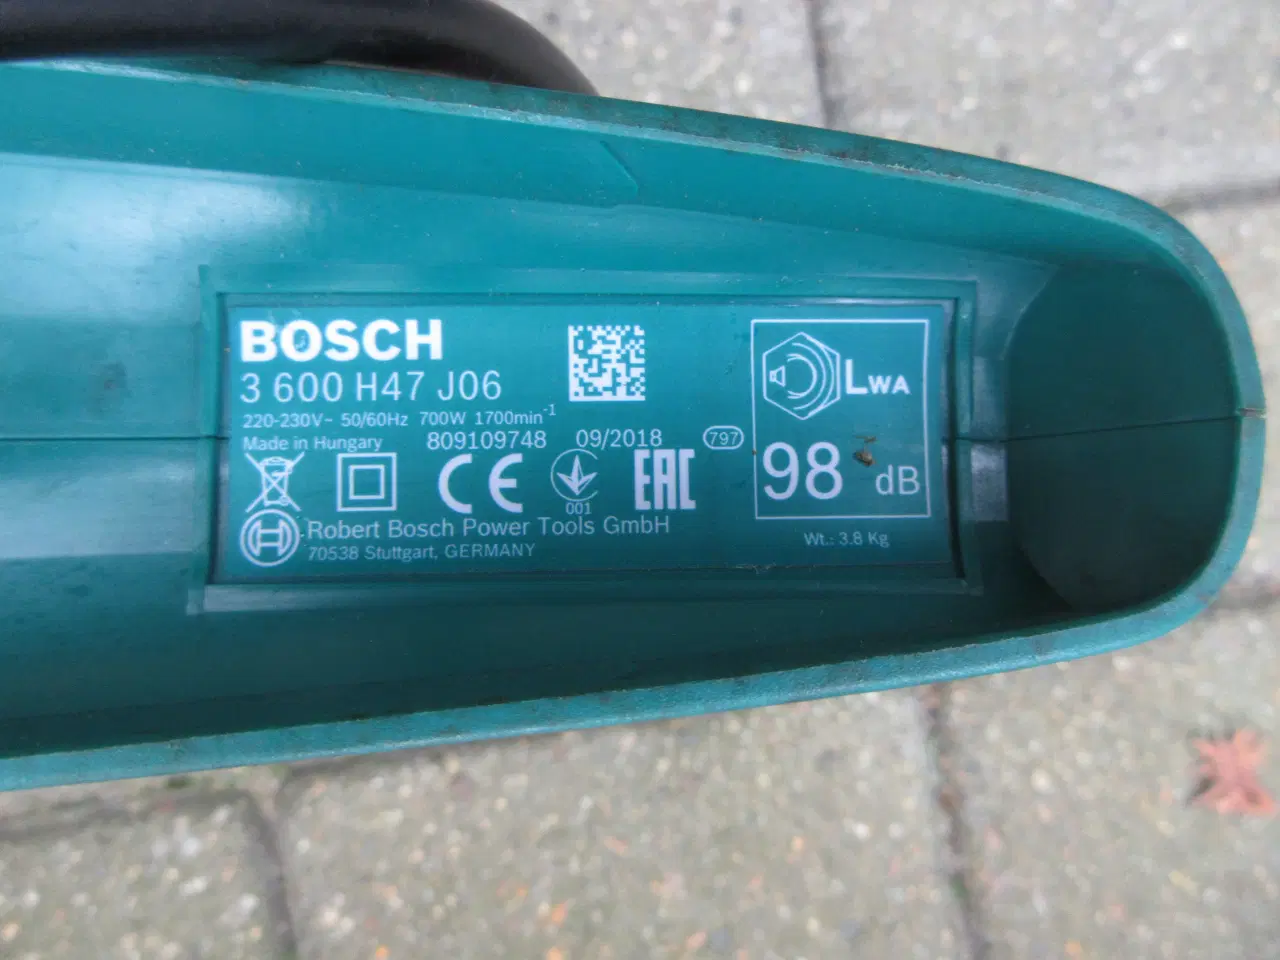 BOSCH
3 600 H47 J06
220-230V~ 50/60Hz 700W 1700min⁻¹
Made in Hungary 809109748 09/2018 797
CE 001 EAC
H Robert Bosch Power Tools GmbH
70538 Stuttgart, GERMANY
LWA
98 dB
Wt.: 3.8 Kg